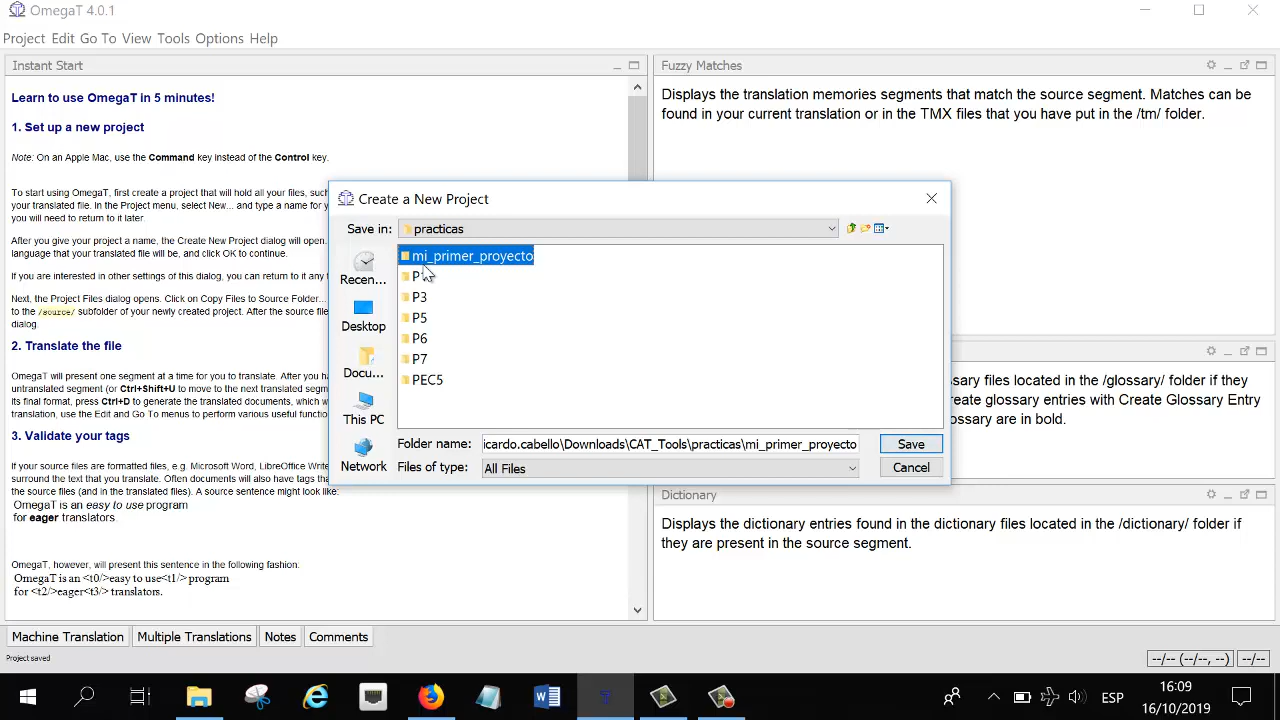 OmegaT 4.0.1
Project Edit Go To View Tools Options Help
Instant Start
Learn to use OmegaT in 5 minutes!
1. Set up a new project
Note: On an Apple Mac, use the Command key instead of the Control key.
To start using OmegaT, first create a project that will hold all your files, suc
your translated file. In the Project menu, select New... and type a name for y
you will need to return to it later.
After you give your project a name, the Create New Project dialog will open.
language that your translated file will be, and click OK to continue.
If you are interested in other settings of this dialog, you can return to it any t
Next, the Project Files dialog opens. Click on Copy Files to Source Folder...
to the /source/ subfolder of your newly created project. After the source file
dialog.
2. Translate the file
OmegaT will present one segment at a time for you to translate. After you ha
untranslated segment (or Ctrl+Shift+U to move to the next translated segm
its final format, press Ctrl+D to generate the translated documents, which w
translation, use the Edit and Go To menus to perform various useful function
3. Validate your tags
If your source files are formatted files, e.g. Microsoft Word, LibreOffice Write
surround the text that you translate. Often documents will also have tags tha
the source files (and in the translated files). A source sentence might look like:
OmegaT is an easy to use program
for eager translators
OmegaT, however, will present this sentence in the following fashion:
OmegaT is an <t0/>easy to use<t1/> program
for <t2/>eager<t3/> translators.
Fuzzy Matches
Displays the translation memories segments that match the source segment. Matches can be
found in your current translation or in the TMX files that you have put in the /tm/ folder.
Create a New Project
Save in:
practicas
Recen...
Desktop
Docu...
This PC
Network
mi_primer_proyecto
P
P3
P5
P6
P7
PEC5
Folder name:
icardo.cabello\Downloads\CAT_Tools\practicas\mi_primer_proyecto
Save
Files of type:
All Files
Cancel
sary files located in the /glossary/ folder if they
reate glossary entries with Create Glossary Entry
ossary are in bold.
Dictionary
Displays the dictionary entries found in the dictionary files located in the /dictionary/ folder if
they are present in the source segment.
Machine Translation
Multiple Translations
Notes
Comments
Project saved
--/-- (--/--, --)
--/--
ESP
16:09
16/10/2019